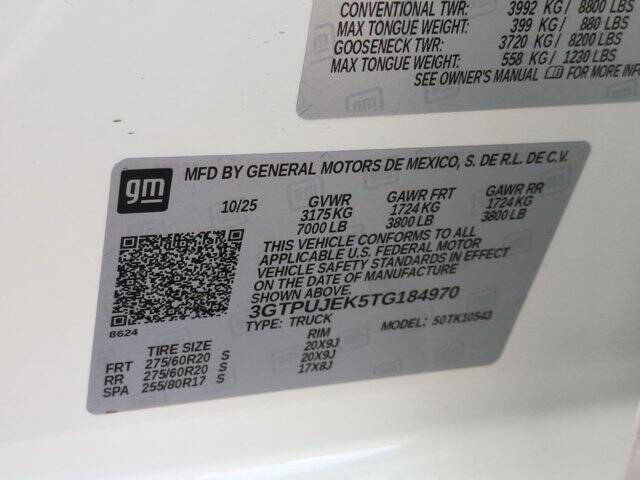 CONVENTIONAL TWR: 3992 KG / 8800 LBS
MAX TONGUE WEIGHT: 399 KG / 880 LBS
GOOSENECK TWR: 3720 KG / 8200 LBS
MAX TONGUE WEIGHT: 558 KG / 1230 LBS
SEE OWNER'S MANUAL FOR MORE INF
gm
MFD BY GENERAL MOTORS DE MEXICO, S. DE R.L. DE C.V.
10/25 GVWR GAWR FRT GAWR RR
3175 KG 1724 KG 1724 KG
7000 LB 3800 LB 3800 LB
THIS VEHICLE CONFORMS TO ALL
APPLICABLE U.S. FEDERAL MOTOR
VEHICLE SAFETY STANDARDS IN EFFECT
ON THE DATE OF MANUFACTURE
SHOWN ABOVE.
3GTPUJEK5TG184970
TYPE: TRUCK MODEL: 50TK10543
8624
TIRE SIZE RIM
FRT 275/60R20 S 20X9J
RR 275/60R20 S 20X9J
SPA 255/80R17 S 17X8J